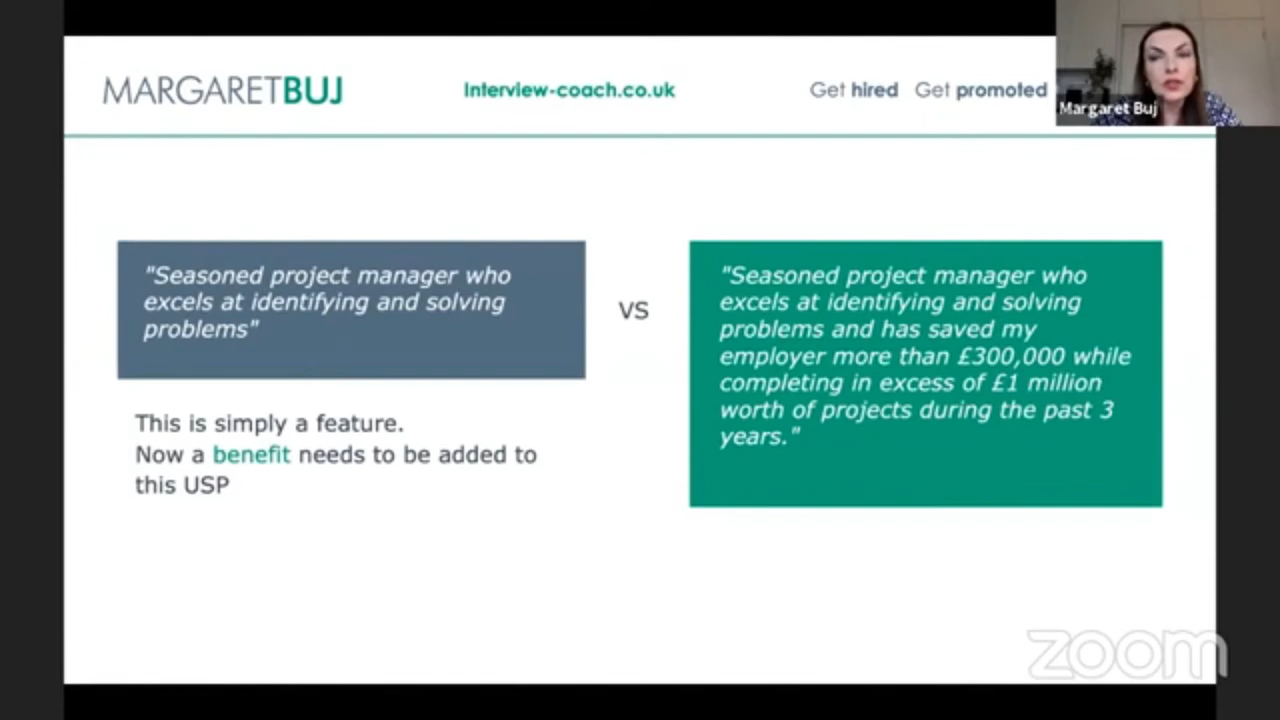 MARGARETBUJ
Interview-coach.co.uk
Get hired Get promoted
Margaret Buj
"Seasoned project manager who
excels at identifying and solving
problems"
This is simply a feature.
Now a benefit needs to be added to
this USP
VS
"Seasoned project manager who
excels at identifying and solving
problems and has saved my
employer more than £300,000 while
completing in excess of £1 million
worth of projects during the past 3
years."
zoom